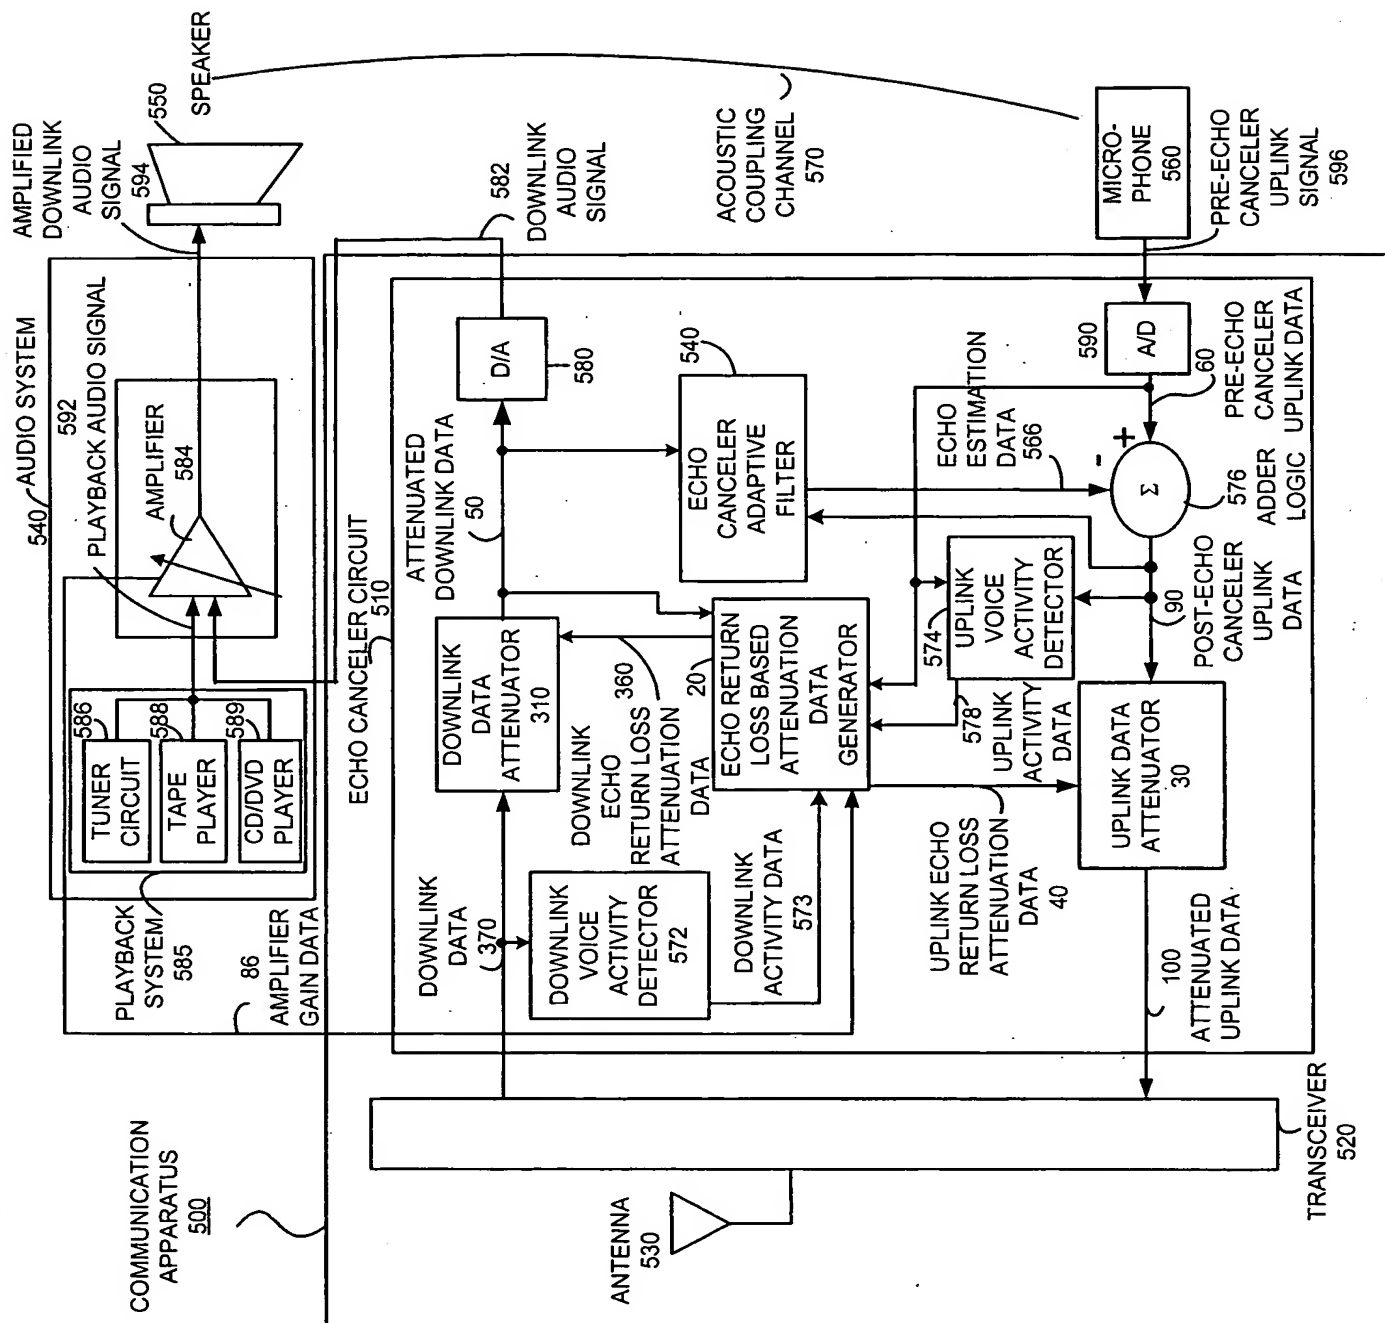 COMMUNICATION
APPARATUS
500
540
AUDIO SYSTEM
592
PLAYBACK AUDIO SIGNAL
AMPLIFIER
584
AMPLIFIED
DOWNLINK
AUDIO
SIGNAL
594
550
SPEAKER
586
TUNER
CIRCUIT
588
TAPE
PLAYER
589
CD/DVD
PLAYER
PLAYBACK
SYSTEM
585
86
AMPLIFIER
GAIN DATA
ECHO CANCELER CIRCUIT
510
582
DOWNLINK
AUDIO
SIGNAL
DOWNLINK
DATA
370
DOWNLINK
DATA
ATTENUATOR
310
ATTENUATED
DOWNLINK DATA
50
D/A
580
DOWNLINK
VOICE
ACTIVITY
DETECTOR
572
DOWNLINK
ECHO
RETURN LOSS
ATTENUATION
DATA
360
DOWNLINK
ACTIVITY DATA
573
20
ECHO RETURN
LOSS BASED
ATTENUATION
DATA
GENERATOR
540
ECHO
CANCELER
ADAPTIVE
FILTER
ACOUSTIC
COUPLING
CHANNEL
570
ECHO
ESTIMATION
DATA
566
574
UPLINK
VOICE
ACTIVITY
DETECTOR
578
UPLINK
ACTIVITY
DATA
UPLINK ECHO
RETURN LOSS
ATTENUATION
DATA
40
590
A/D
60
PRE-ECHO
CANCELER
UPLINK DATA
MICRO-
PHONE
560
PRE-ECHO
CANCELER
UPLINK
SIGNAL
596
+
-
Σ
576
ADDER
LOGIC
90
POST-ECHO
CANCELER
UPLINK
DATA
UPLINK DATA
ATTENUATOR
30
100
ATTENUATED
UPLINK DATA
ANTENNA
530
TRANSCEIVER
520